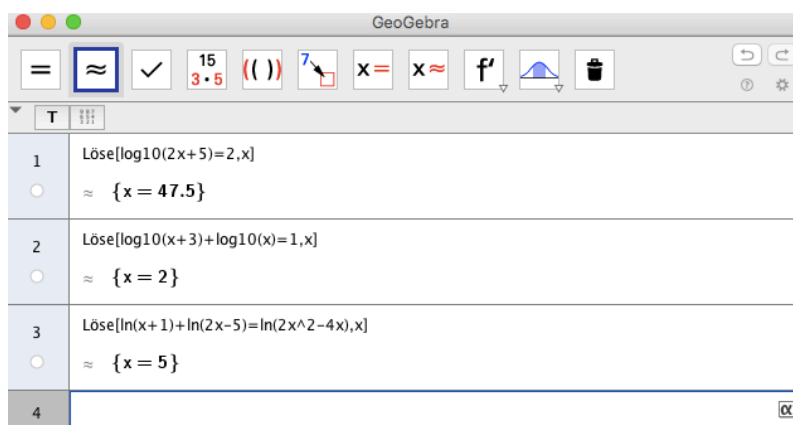 GeoGebra
= ≈ ✓ 15 3·5 (( )) 7 x= x≈ f'
T
1 Löse[log10(2x+5)=2,x]
≈ {x = 47.5}
2 Löse[log10(x+3)+log10(x)=1,x]
≈ {x = 2}
3 Löse[ln(x+1)+ln(2x-5)=ln(2x^2-4x),x]
≈ {x = 5}
4 α